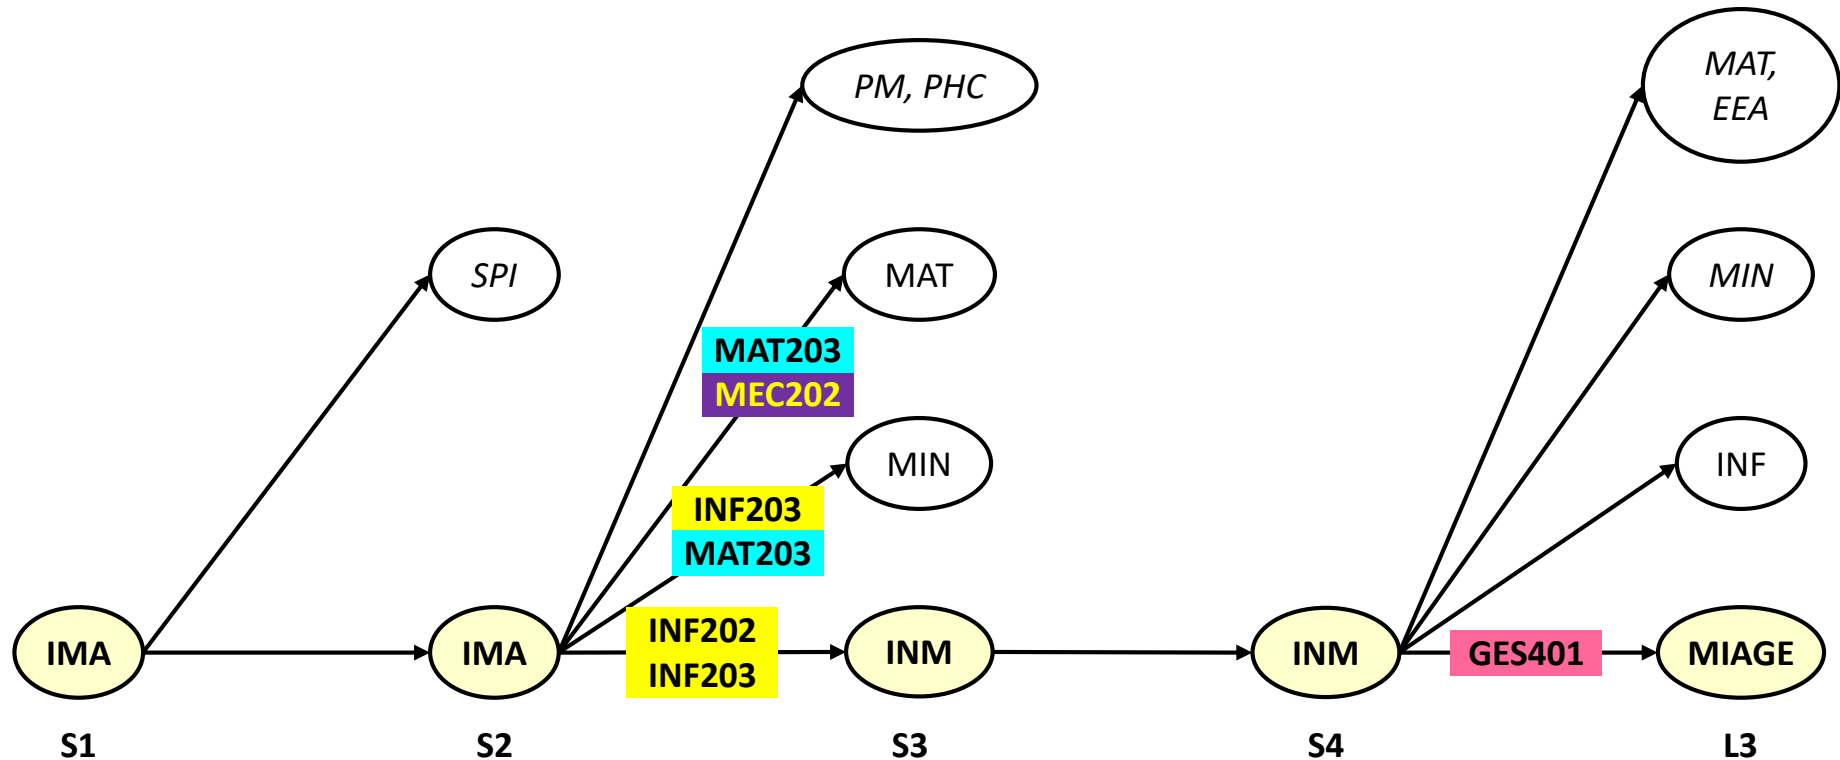 PM, PHC
MAT,
EEA
SPI
MAT
MIN
MAT203
MEC202
MIN
INF
INF203
MAT203
IMA
IMA
INF202
INF203
INM
INM
GES401
MIAGE
S1
S2
S3
S4
L3